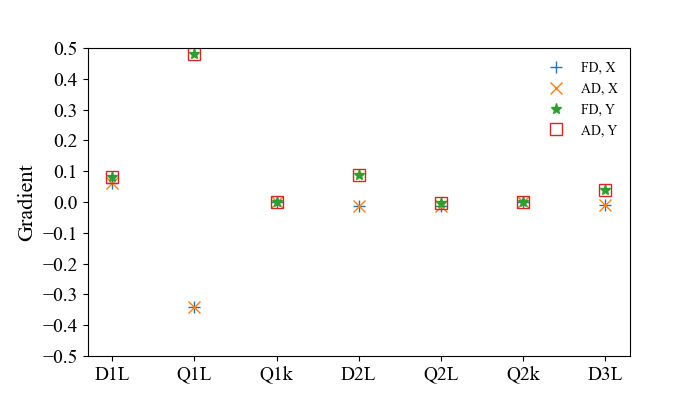 0.5
0.4
0.3
0.2
0.1
0.0
−0.1
−0.2
−0.3
−0.4
−0.5
Gradient
FD, X
AD, X
FD, Y
AD, Y
D1L Q1L Q1k D2L Q2L Q2k D3L